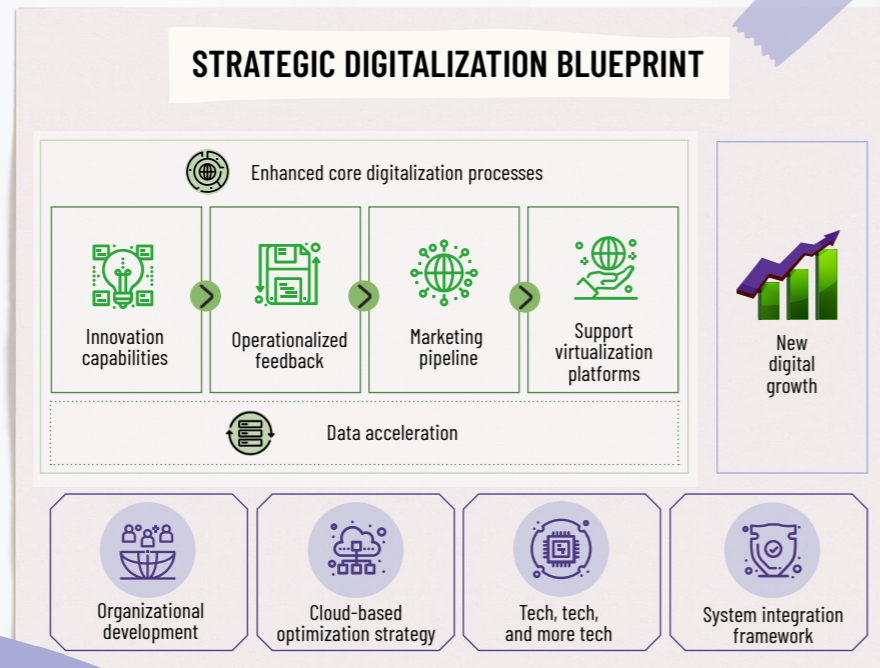 STRATEGIC DIGITALIZATION BLUEPRINT
Enhanced core digitalization processes
Innovation
capabilities
Operationalized
feedback
Marketing
pipeline
Support
virtualization
platforms
Data acceleration
New
digital
growth
Organizational
development
Cloud-based
optimization strategy
Tech, tech,
and more tech
System integration
framework